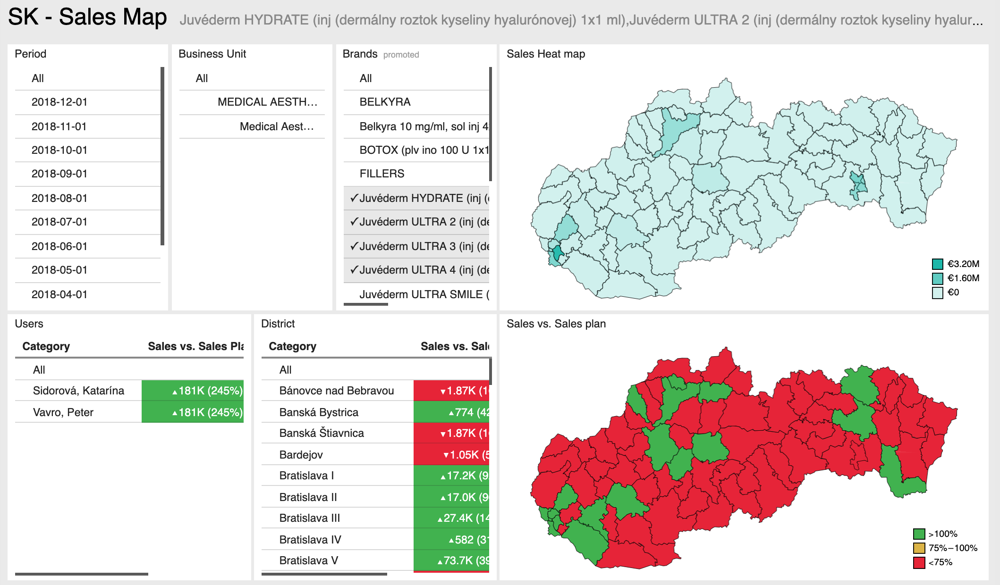 SK - Sales Map Juvéderm HYDRATE (inj (dermálny roztok kyseliny hyalurónovej) 1x1 ml),Juvéderm ULTRA 2 (inj (dermálny roztok kyseliny hyalur...
Period
All
2018-12-01
2018-11-01
2018-10-01
2018-09-01
2018-08-01
2018-07-01
2018-06-01
2018-05-01
2018-04-01
Business Unit
All
MEDICAL AESTH...
Medical Aest...
Brands promoted
All
BELKYRA
Belkyra 10 mg/ml, sol inj 4
BOTOX (plv ino 100 U 1x1
FILLERS
✓Juvéderm HYDRATE (inj (
✓Juvéderm ULTRA 2 (inj (de
✓Juvéderm ULTRA 3 (inj (de
✓Juvéderm ULTRA 4 (inj (de
Juvéderm ULTRA SMILE (
Sales Heat map
€3.20M
€1.60M
€0
Users
Category Sales vs. Sales Pla
All
Sidorová, Katarína ▲181K (245%)
Vavro, Peter ▲181K (245%)
District
Category Sales vs. Sal
All
Bánovce nad Bebravou ▼1.87K (1
Banská Bystrica ▲774 (42
Banská Štiavnica ▼1.87K (1
Bardejov ▼1.05K (5
Bratislava I ▲17.2K (9
Bratislava II ▲17.0K (9
Bratislava III ▲27.4K (14
Bratislava IV ▲582 (31
Bratislava V ▲73.7K (39
Sales vs. Sales plan
>100%
75%–100%
<75%